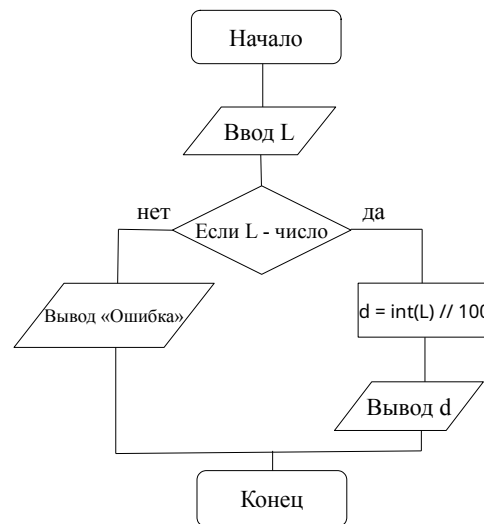 Начало
Ввод L
нет
да
Если L - число
Вывод «Ошибка»
d = int(L) // 100
Вывод d
Конец